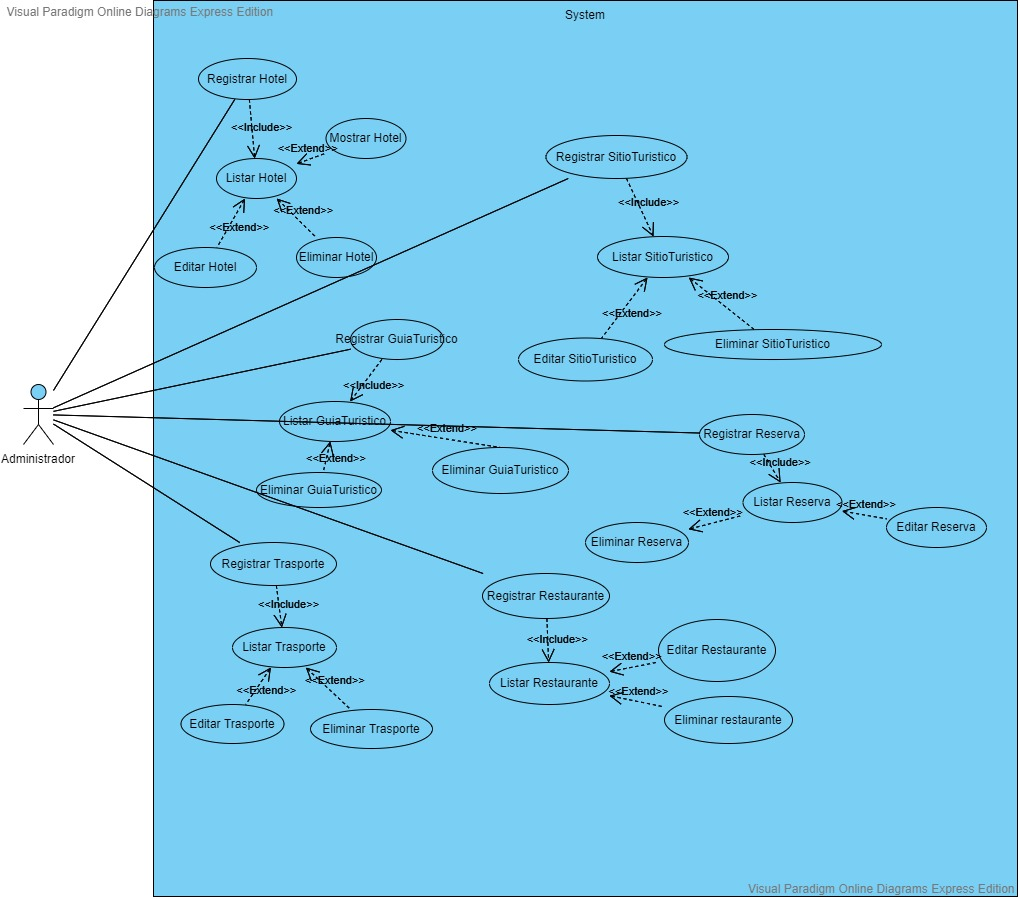 Visual Paradigm Online Diagrams Express Edition
System
Registrar Hotel
<<Include>>
Mostrar Hotel
<<Extend>>
Listar Hotel
<<Extend>>
<<Extend>>
Editar Hotel
Eliminar Hotel
Registrar SitioTuristico
<<Include>>
Listar SitioTuristico
<<Extend>>
<<Extend>>
Editar SitioTuristico
Eliminar SitioTuristico
Registrar GuiaTuristico
<<Include>>
Listar GuiaTuristico
<<Extend>>
<<Extend>>
Eliminar GuiaTuristico
Eliminar GuiaTuristico
Administrador
Registrar Reserva
<<Include>>
Listar Reserva
<<Extend>>
<<Extend>>
Eliminar Reserva
Editar Reserva
Registrar Trasporte
<<Include>>
Listar Trasporte
<<Extend>>
<<Extend>>
Editar Trasporte
Eliminar Trasporte
Registrar Restaurante
<<Include>>
Listar Restaurante
<<Extend>>
Editar Restaurante
<<Extend>>
Eliminar restaurante
Visual Paradigm Online Diagrams Express Edition